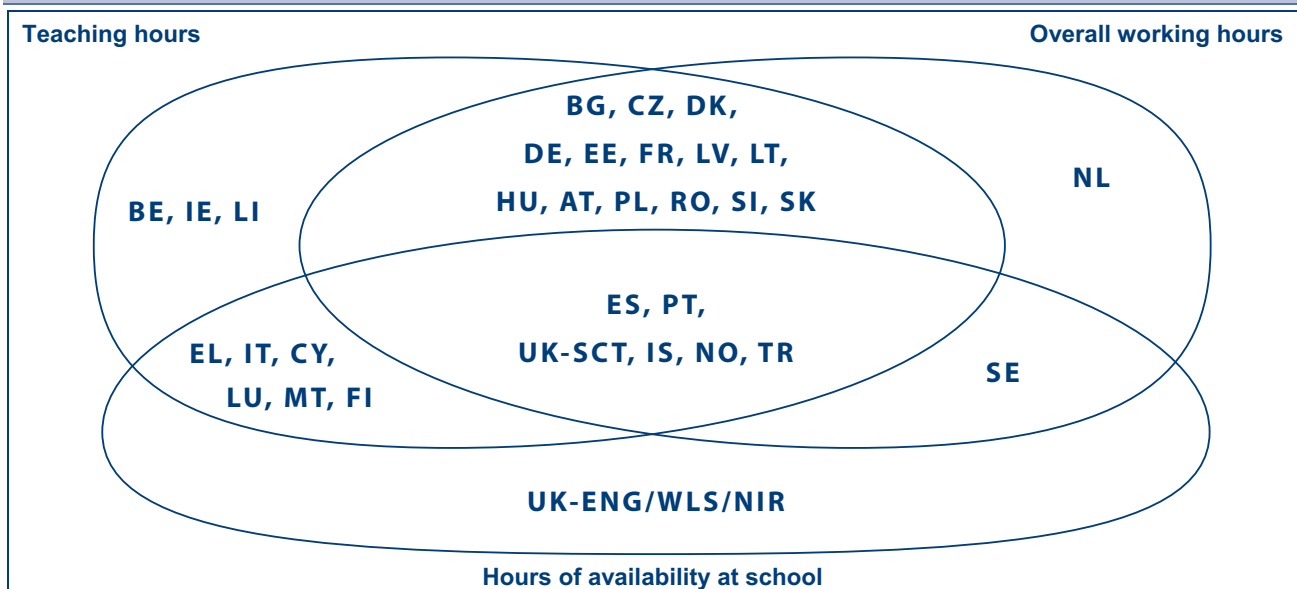 Teaching hours
Overall working hours
BG, CZ, DK,
DE, EE, FR, LV, LT,
HU, AT, PL, RO, SI, SK
NL
BE, IE, LI
ES, PT,
UK-SCT, IS, NO, TR
EL, IT, CY,
LU, MT, FI
SE
UK-ENG/WLS/NIR
Hours of availability at school